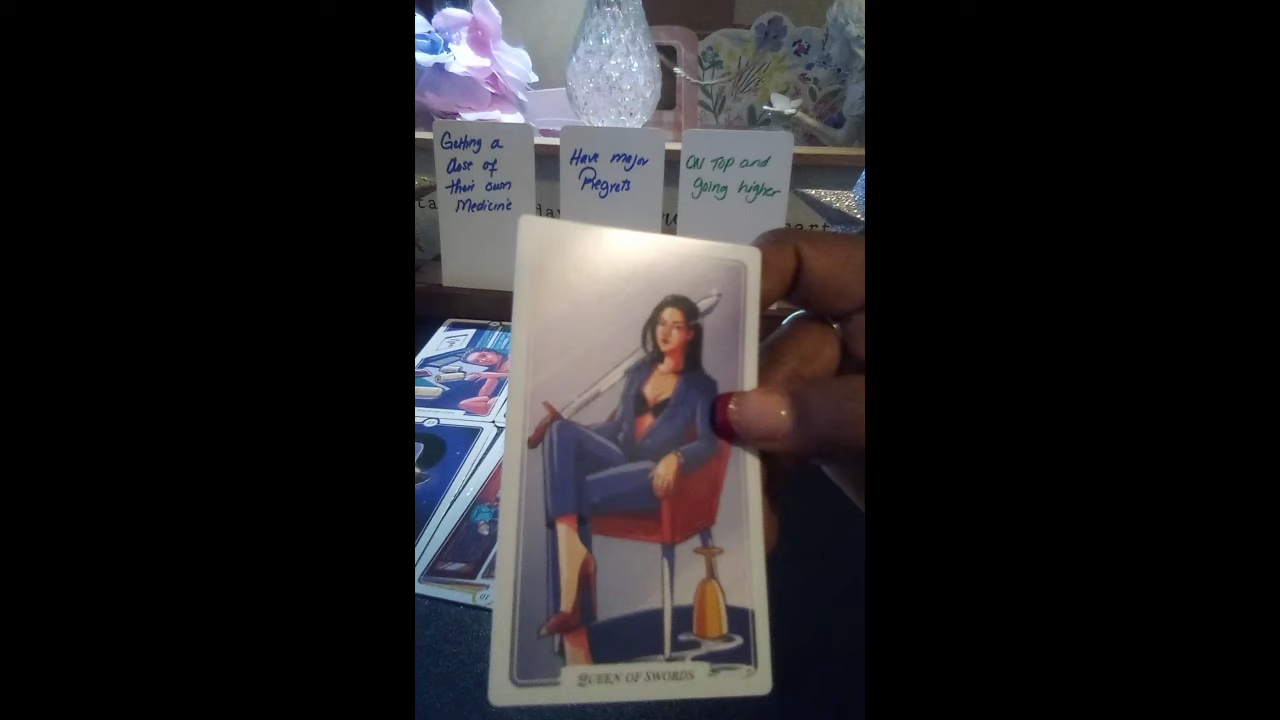 Getting a
dose of
their own
Medicine
Have major
Regrets
ON TOP and
going higher
QUEEN OF SWORDS